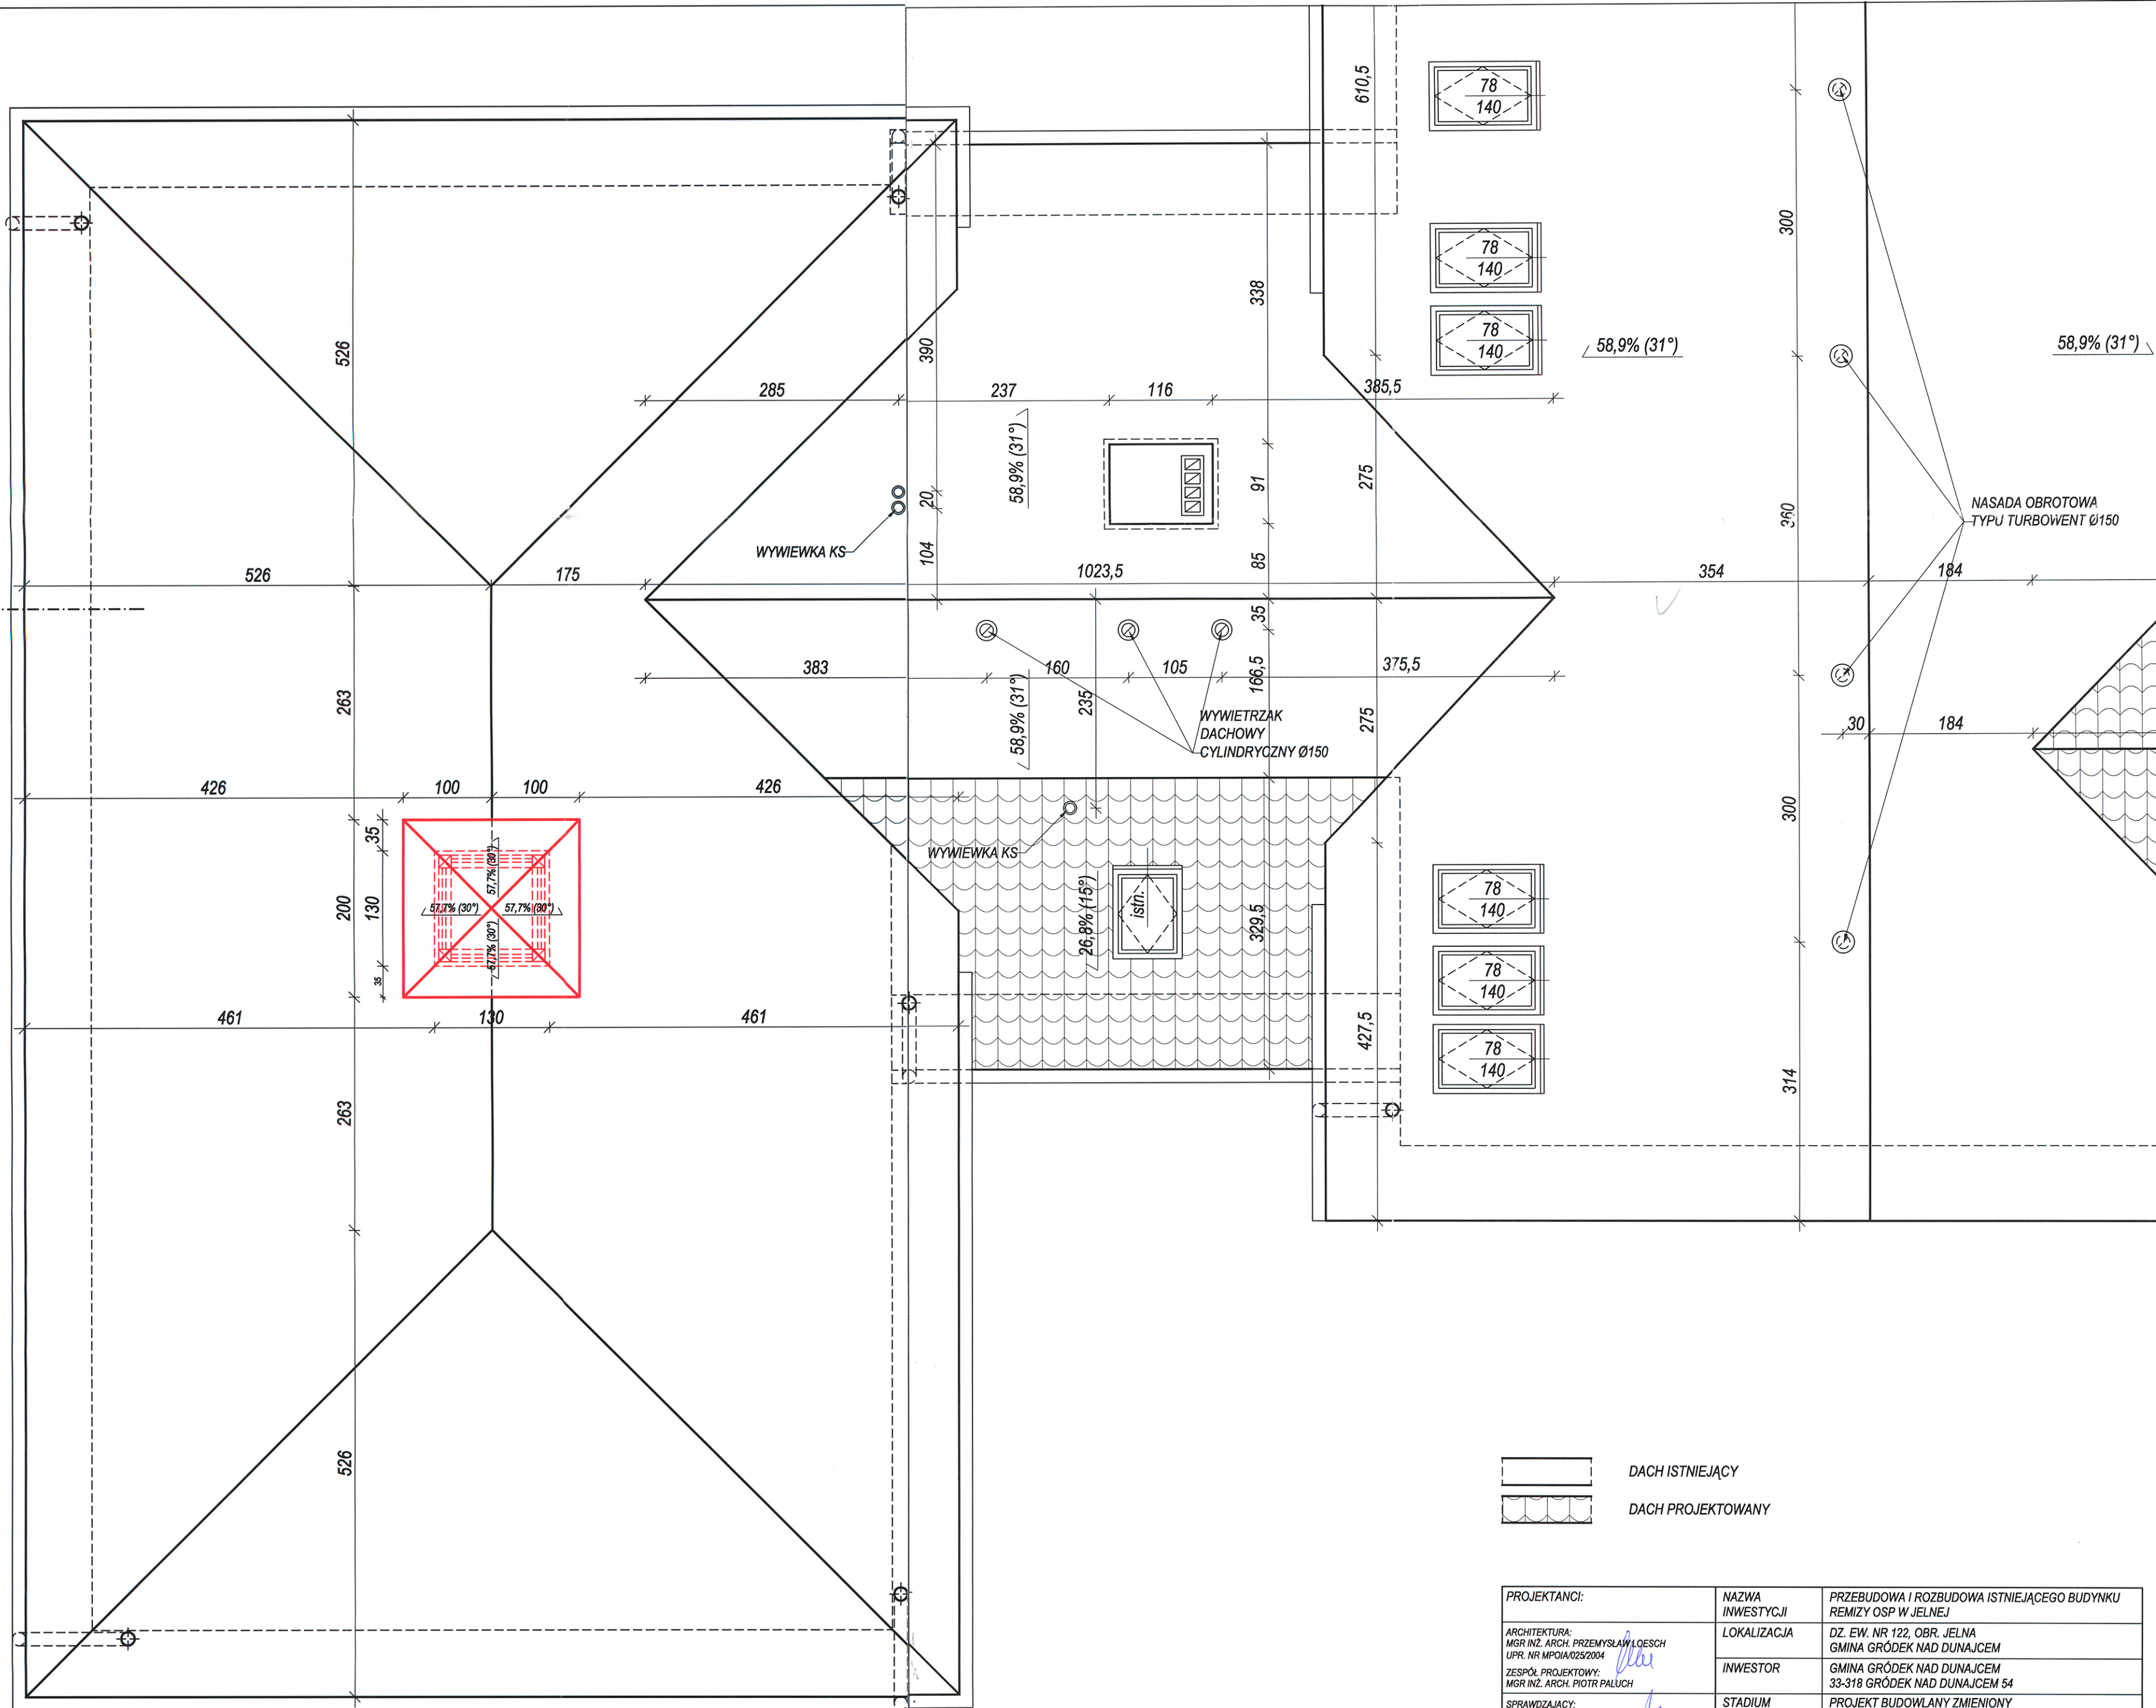 610,5
78
140
300
78
140
338
526
390
78
140
58,9% (31°)
58,9% (31°)
285
237
116
385,5
58,9% (31°)
275
91
20
360
NASADA OBROTOWA
TYPU TURBOWENT Ø150
WYWIEWKA KS
104
85
526
175
1023,5
354
184
35
383
160
105
375,5
166,5
263
58,9% (31°)
235
WYWIETRZAK
DACHOWY
CYLINDRYCZNY Ø150
275
30
184
426
100
100
426
300
35
57,7% (30°)
WYWIEWKA KS
200
130
57,7% (30°)
57,7% (30°)
26,8% (15°)
istn.
329,5
78
140
57,7% (30°)
35
78
140
461
130
461
427,5
78
140
314
263
526
DACH ISTNIEJĄCY
DACH PROJEKTOWANY
PROJEKTANCI:
NAZWA
INWESTYCJI
PRZEBUDOWA I ROZBUDOWA ISTNIEJĄCEGO BUDYNKU
REMIZY OSP W JELNEJ
ARCHITEKTURA:
MGR INŻ. ARCH. PRZEMYSŁAW LOESCH
UPR. NR MPOIA/025/2004
ZESPÓŁ PROJEKTOWY:
MGR INŻ. ARCH. PIOTR PALUCH
LOKALIZACJA
DZ. EW. NR 122, OBR. JELNA
GMINA GRÓDEK NAD DUNAJCEM
INWESTOR
GMINA GRÓDEK NAD DUNAJCEM
33-318 GRÓDEK NAD DUNAJCEM 54
SPRAWDZAJĄCY:
STADIUM
PROJEKT BUDOWLANY ZMIENIONY